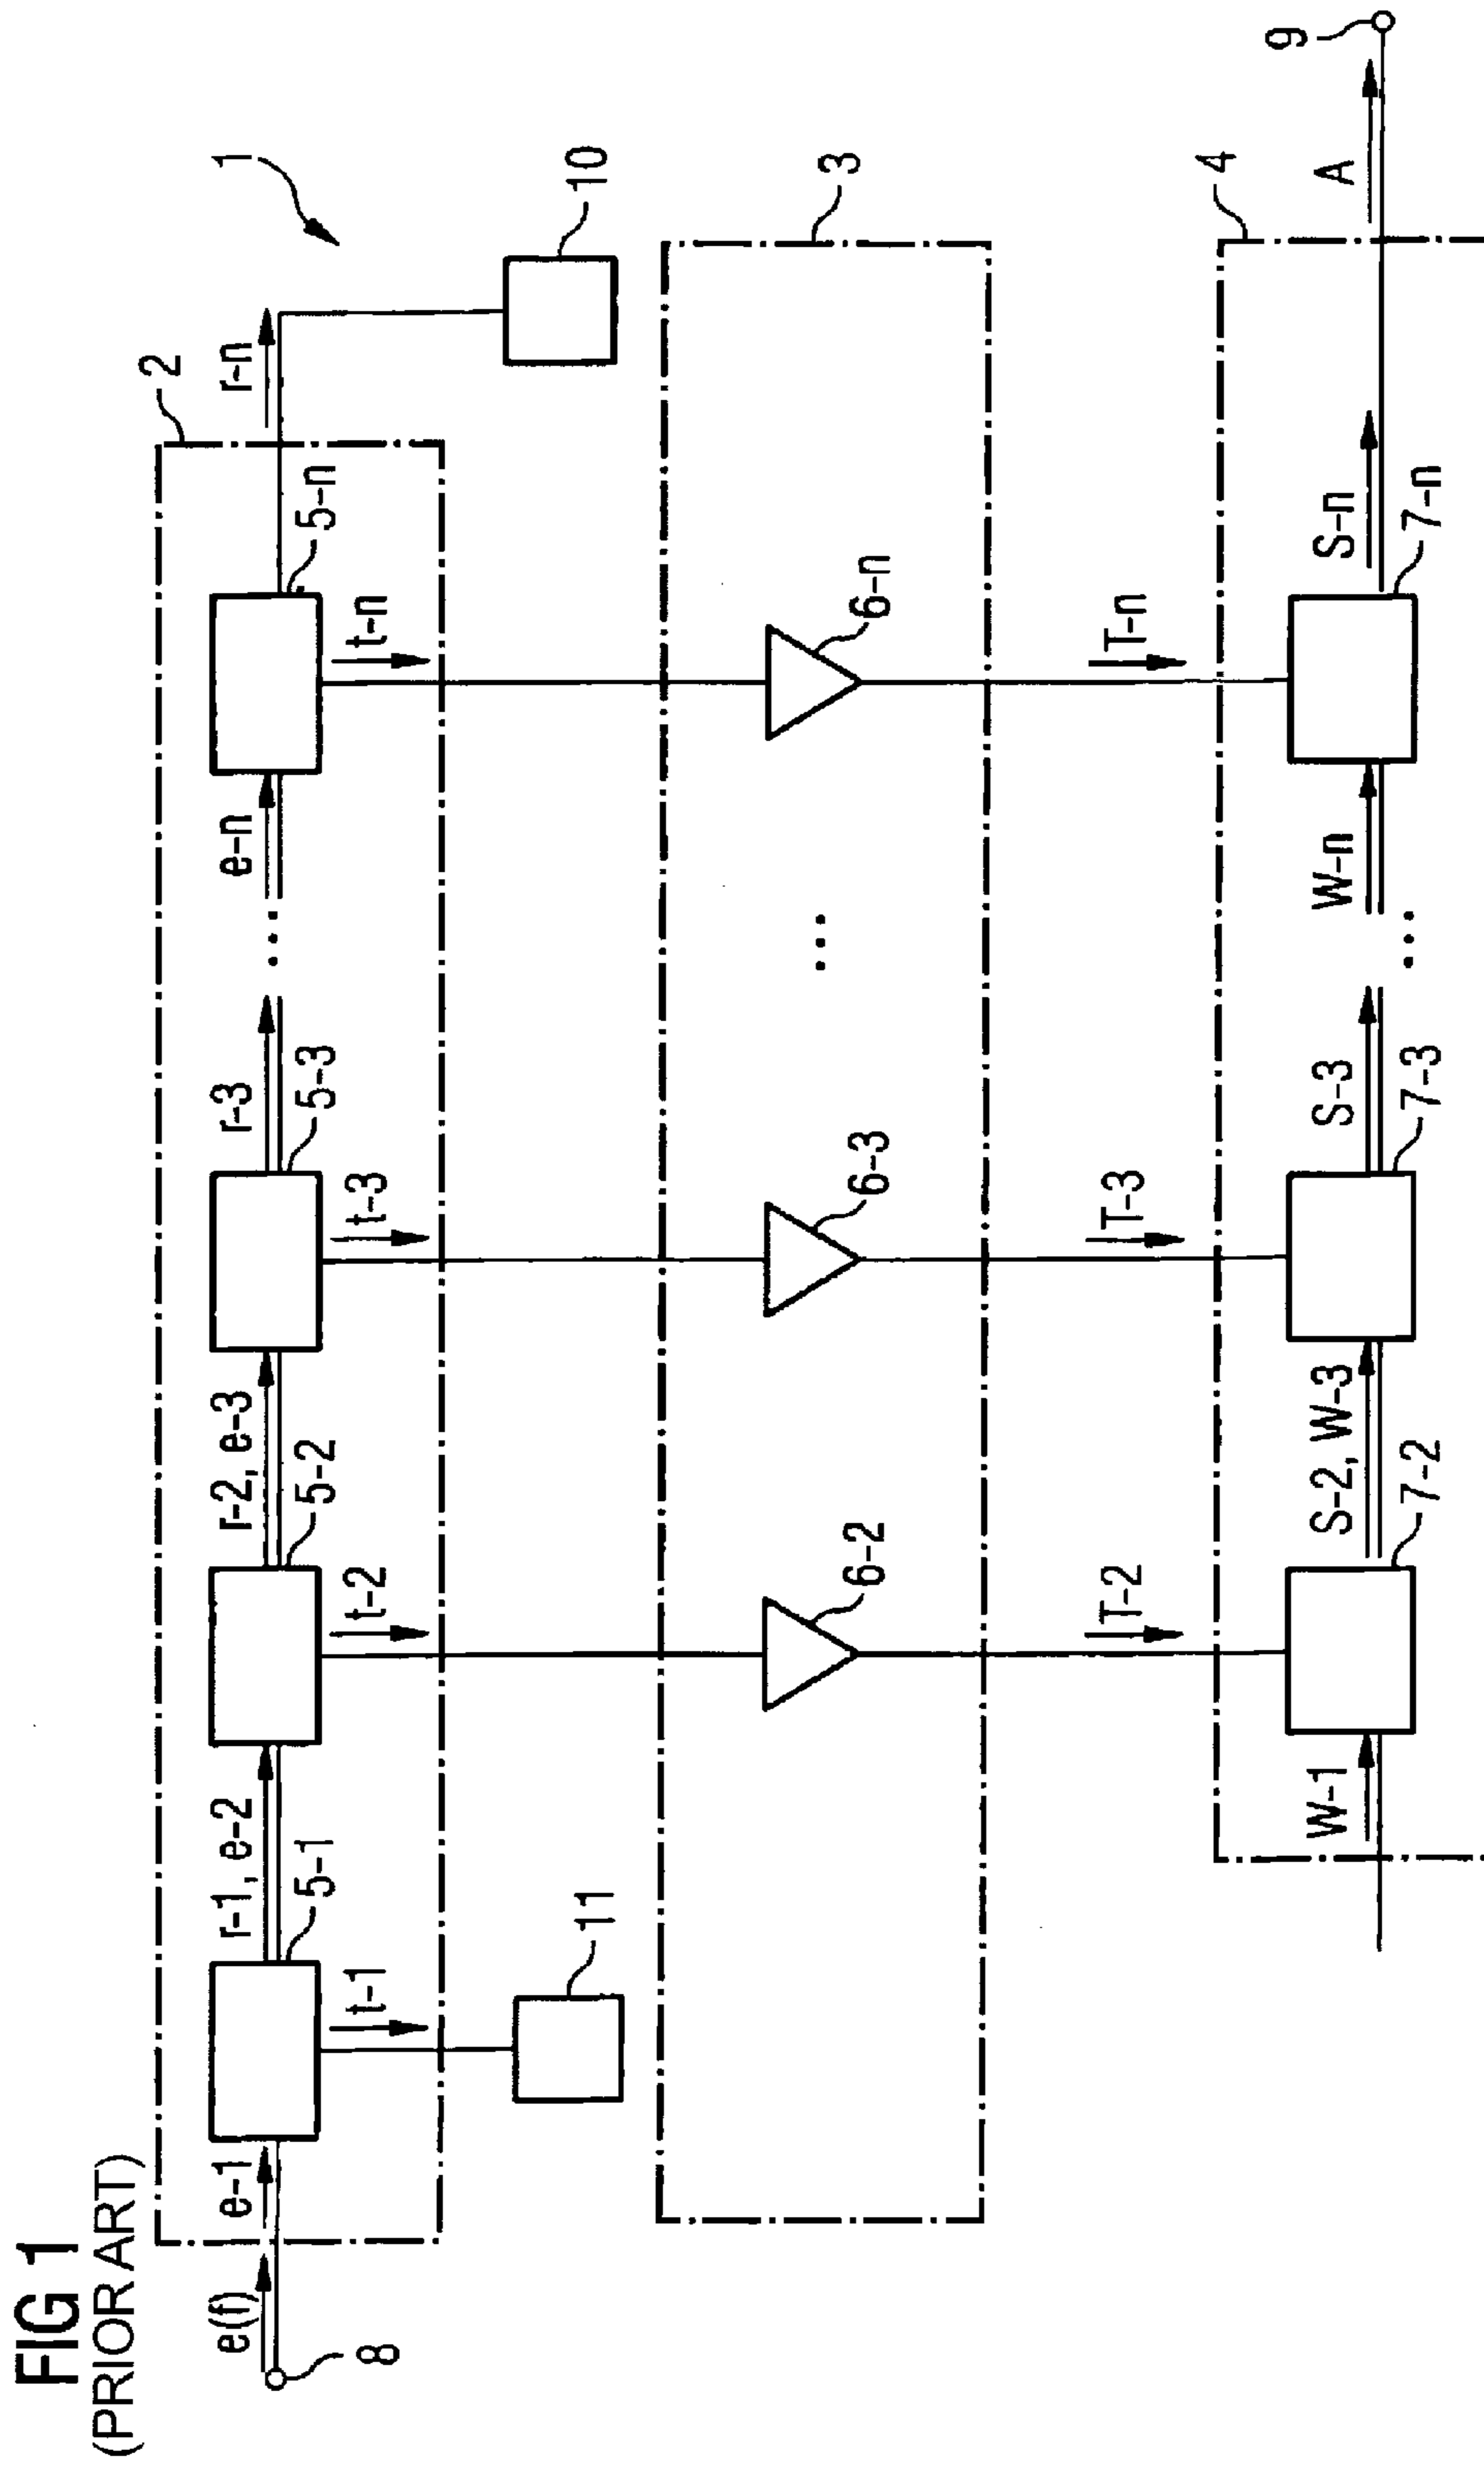 FIG 1
(PRIOR ART)
1
2
e(f)
e-1
r-1, e-2
r-2, e-3
r-3
...
e-n
r-n
8
5-1
5-2
5-3
5-n
t-1
t-2
t-3
t-n
11
10
3
6-2
6-3
...
6-n
T-2
T-3
T-n
4
W-1
S-2, W-3
S-3
W-n
S-n
A
9
7-2
7-3
...
7-n